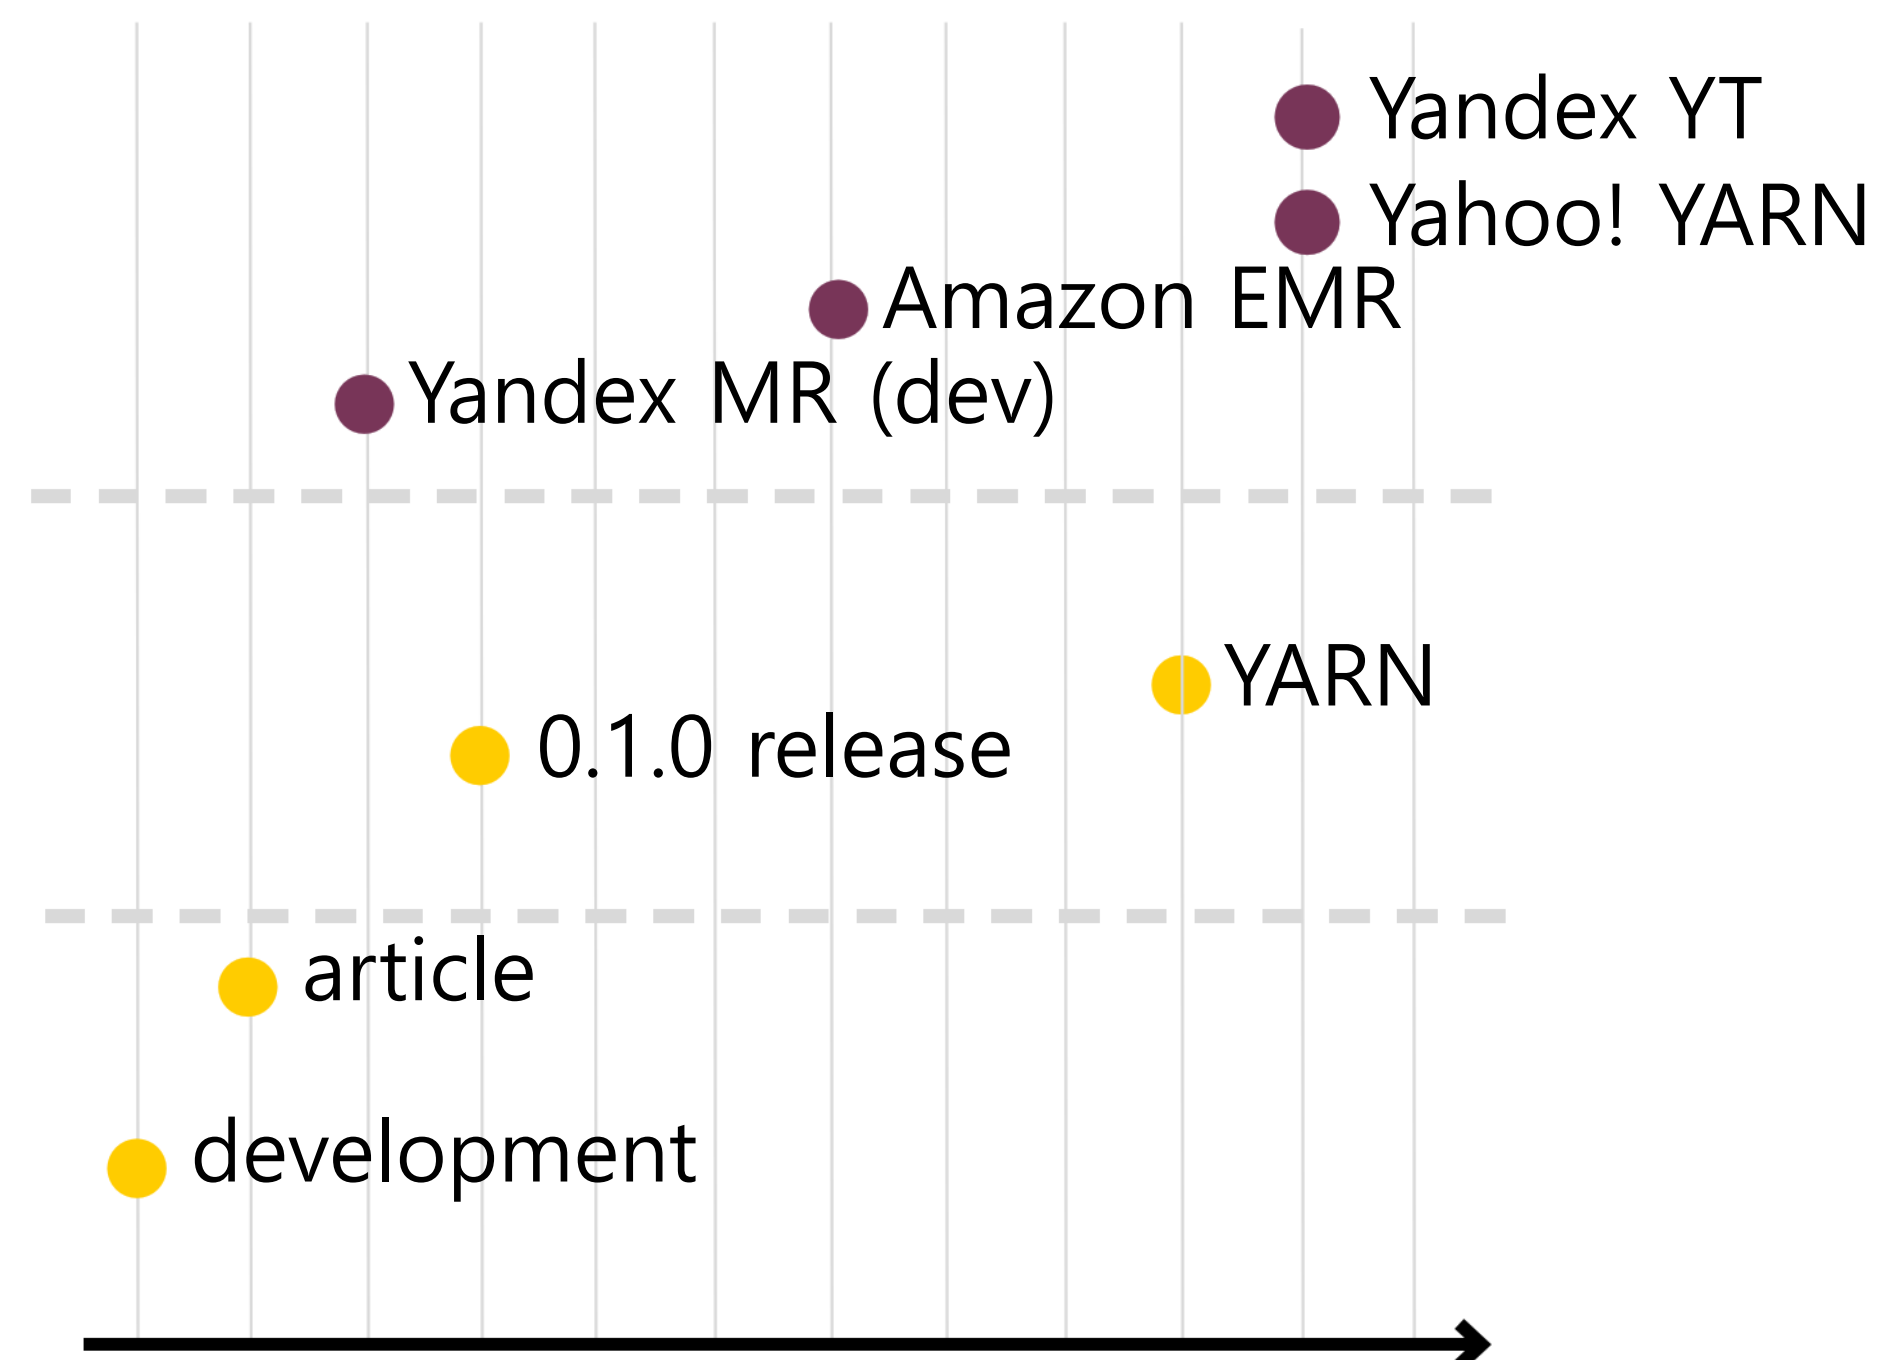 Yandex YT
Yahoo! YARN
Amazon EMR
Yandex MR (dev)
YARN
0.1.0 release
article
development